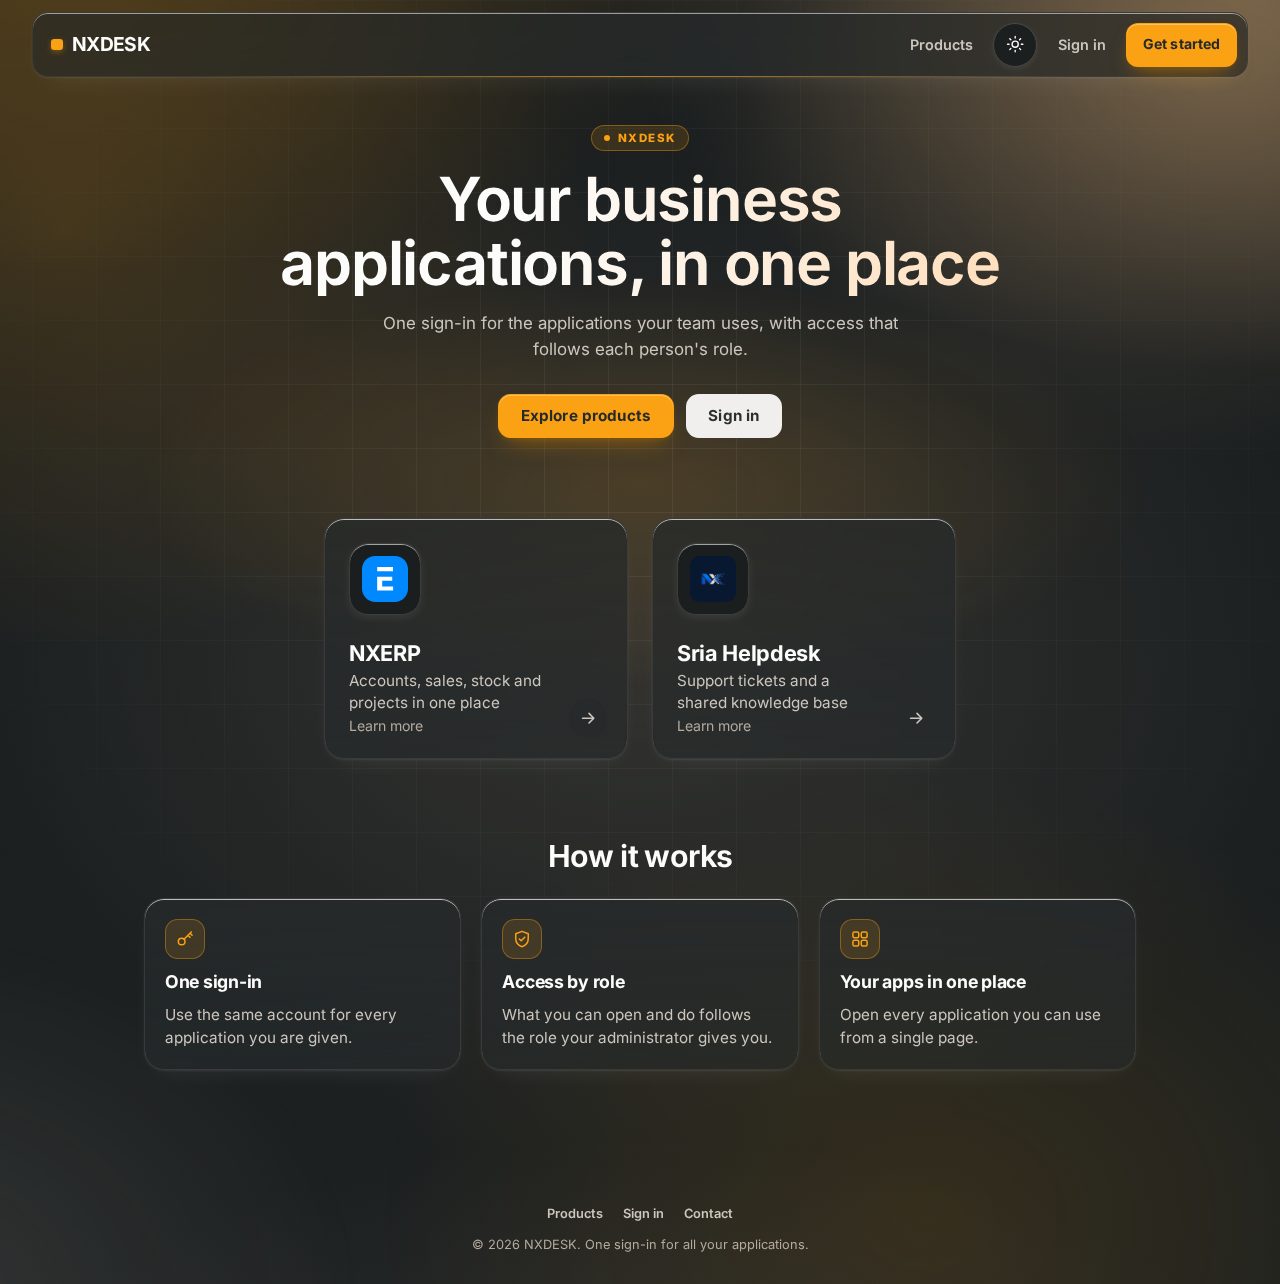 NXDESK
Products
Sign in
Get started
NXDESK
Your business
applications, in one place
One sign-in for the applications your team uses, with access that
follows each person's role.
Explore products
Sign in
E
NX
NXERP
Accounts, sales, stock and
projects in one place
Learn more
Sria Helpdesk
Support tickets and a
shared knowledge base
Learn more
How it works
One sign-in
Use the same account for every
application you are given.
Access by role
What you can open and do follows
the role your administrator gives you.
Your apps in one place
Open every application you can use
from a single page.
Products
Sign in
Contact
© 2026 NXDESK. One sign-in for all your applications.